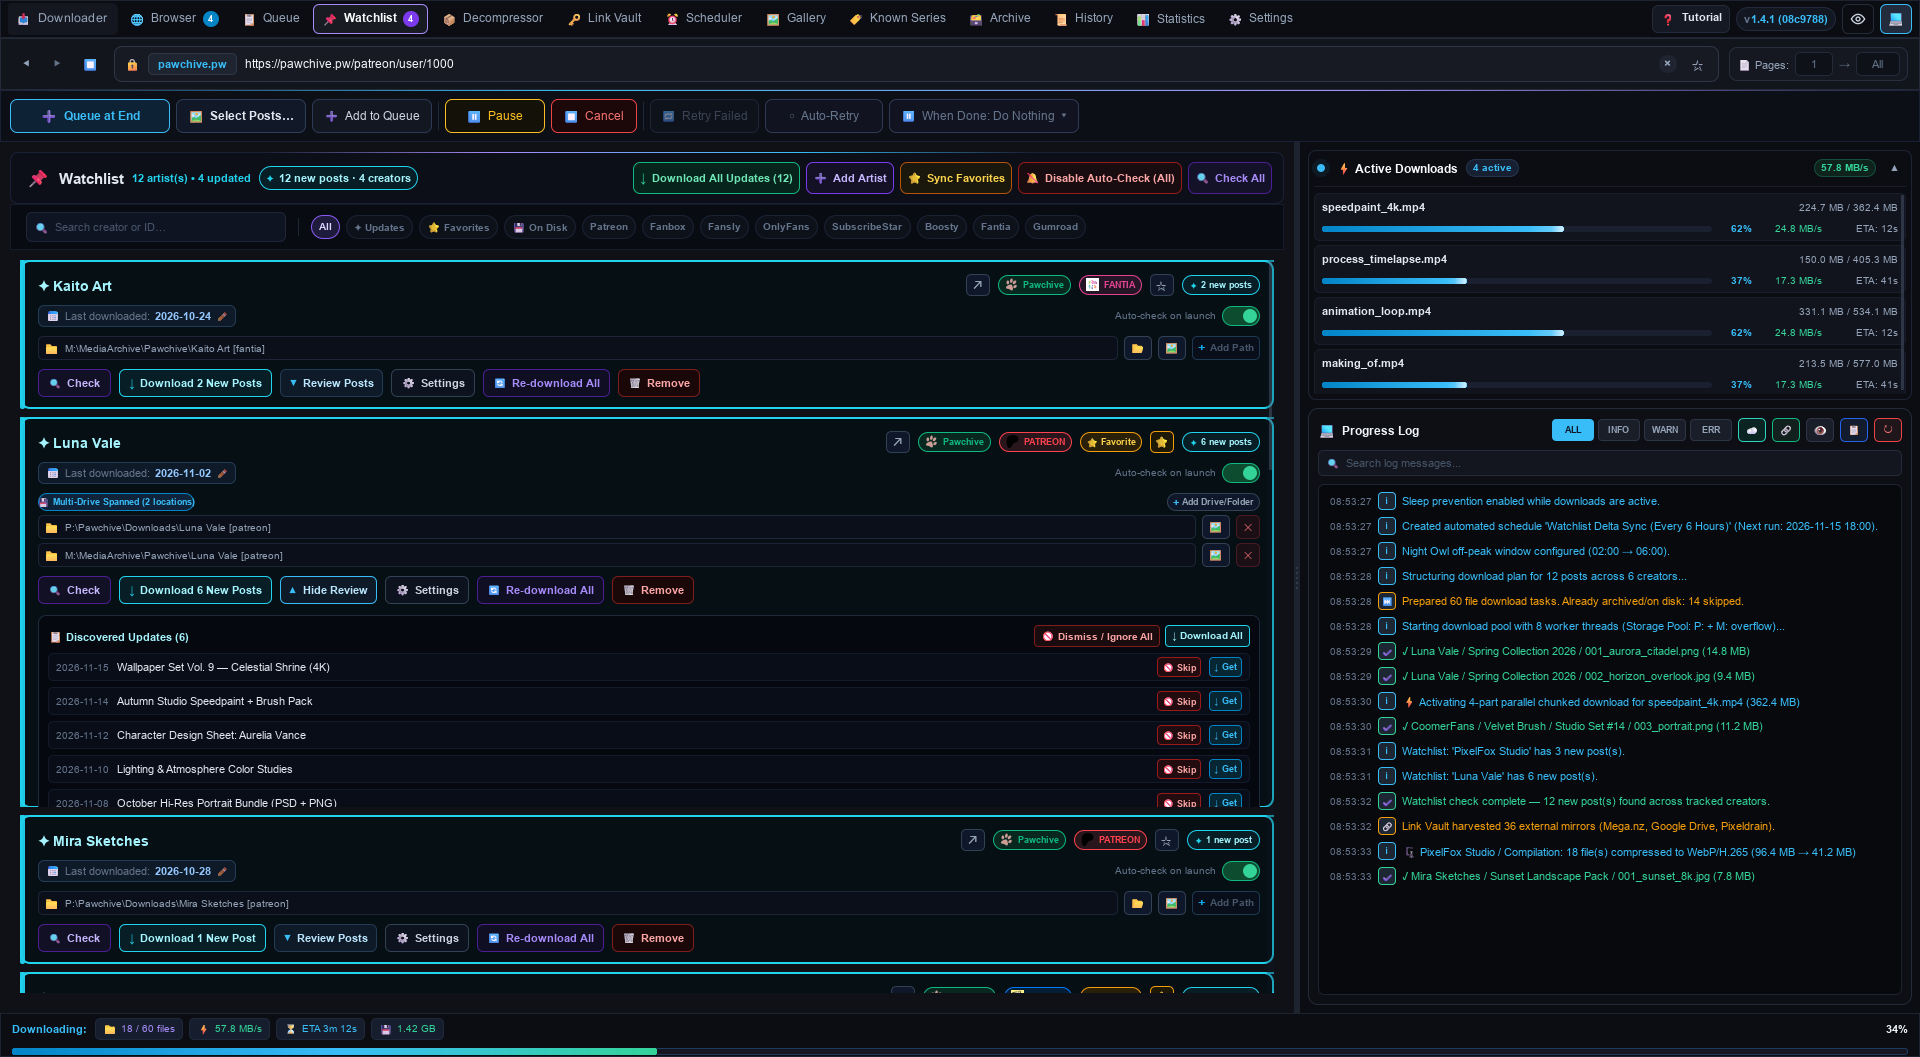 Downloader
Browser 4
Queue
Watchlist 4
Decompressor
Link Vault
Scheduler
Gallery
Known Series
Archive
History
Statistics
Settings
Tutorial
v1.4.1 (08c9788)
pawchive.pw
https://pawchive.pw/patreon/user/1000
Pages: 1 → All
Queue at End
Select Posts...
Add to Queue
Pause
Cancel
Retry Failed
Auto-Retry
When Done: Do Nothing
Watchlist 12 artist(s) • 4 updated
12 new posts · 4 creators
↓ Download All Updates (12)
Add Artist
Sync Favorites
Disable Auto-Check (All)
Check All
Search creator or ID...
All
Updates
Favorites
On Disk
Patreon
Fanbox
Fansly
OnlyFans
SubscribeStar
Boosty
Fantia
Gumroad
Kaito Art
Pawchive
FANTIA
2 new posts
Last downloaded: 2026-10-24
Auto-check on launch
M:\MediaArchive\Pawchive\Kaito Art [fantia]
+ Add Path
Check
↓ Download 2 New Posts
Review Posts
Settings
Re-download All
Remove
Luna Vale
Pawchive
PATREON
Favorite
6 new posts
Last downloaded: 2026-11-02
Auto-check on launch
Multi-Drive Spanned (2 locations)
+ Add Drive/Folder
P:\Pawchive\Downloads\Luna Vale [patreon]
M:\MediaArchive\Pawchive\Luna Vale [patreon]
Check
↓ Download 6 New Posts
Hide Review
Settings
Re-download All
Remove
Discovered Updates (6)
Dismiss / Ignore All
↓ Download All
2026-11-15 Wallpaper Set Vol. 9 — Celestial Shrine (4K) Skip ↓ Get
2026-11-14 Autumn Studio Speedpaint + Brush Pack Skip ↓ Get
2026-11-12 Character Design Sheet: Aurelia Vance Skip ↓ Get
2026-11-10 Lighting & Atmosphere Color Studies Skip ↓ Get
2026-11-08 October Hi-Res Portrait Bundle (PSD + PNG) Skip ↓ Get
Mira Sketches
Pawchive
PATREON
1 new post
Last downloaded: 2026-10-28
Auto-check on launch
P:\Pawchive\Downloads\Mira Sketches [patreon]
+ Add Path
Check
↓ Download 1 New Post
Review Posts
Settings
Re-download All
Remove
Active Downloads 4 active 57.8 MB/s
speedpaint_4k.mp4 224.7 MB / 362.4 MB
62% 24.8 MB/s ETA: 12s
process_timelapse.mp4 150.0 MB / 405.3 MB
37% 17.3 MB/s ETA: 41s
animation_loop.mp4 331.1 MB / 534.1 MB
62% 24.8 MB/s ETA: 12s
making_of.mp4 213.5 MB / 577.0 MB
37% 17.3 MB/s ETA: 41s
Progress Log
ALL
INFO
WARN
ERR
Search log messages...
08:53:27 Sleep prevention enabled while downloads are active.
08:53:27 Created automated schedule 'Watchlist Delta Sync (Every 6 Hours)' (Next run: 2026-11-15 18:00).
08:53:27 Night Owl off-peak window configured (02:00 → 06:00).
08:53:28 Structuring download plan for 12 posts across 6 creators...
08:53:28 Prepared 60 file download tasks. Already archived/on disk: 14 skipped.
08:53:28 Starting download pool with 8 worker threads (Storage Pool: P: + M: overflow)...
08:53:29 ✓ Luna Vale / Spring Collection 2026 / 001_aurora_citadel.png (14.8 MB)
08:53:29 ✓ Luna Vale / Spring Collection 2026 / 002_horizon_overlook.jpg (9.4 MB)
08:53:30 Activating 4-part parallel chunked download for speedpaint_4k.mp4 (362.4 MB)
08:53:30 ✓ CoomerFans / Velvet Brush / Studio Set #14 / 003_portrait.png (11.2 MB)
08:53:31 Watchlist: 'PixelFox Studio' has 3 new post(s).
08:53:31 Watchlist: 'Luna Vale' has 6 new post(s).
08:53:32 Watchlist check complete — 12 new post(s) found across tracked creators.
08:53:32 Link Vault harvested 36 external mirrors (Mega.nz, Google Drive, Pixeldrain).
08:53:33 PixelFox Studio / Compilation: 18 file(s) compressed to WebP/H.265 (96.4 MB → 41.2 MB)
08:53:33 ✓ Mira Sketches / Sunset Landscape Pack / 001_sunset_8k.jpg (7.8 MB)
Downloading: 18 / 60 files 57.8 MB/s ETA 3m 12s 1.42 GB 34%